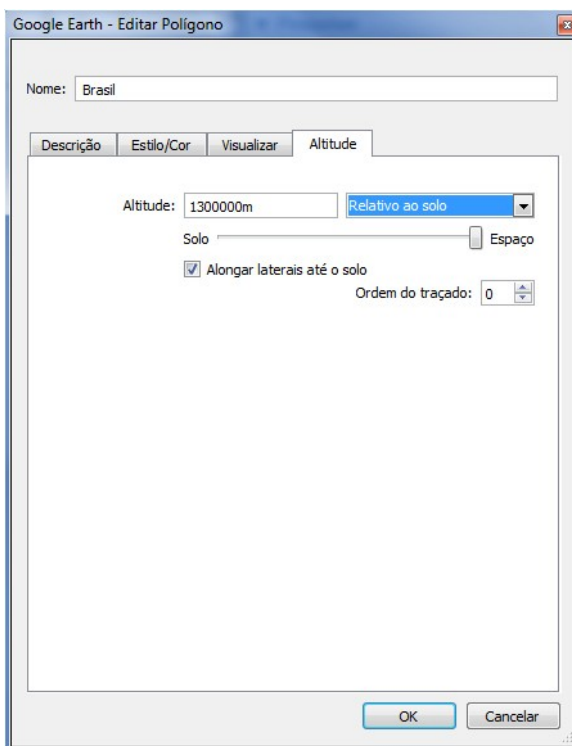 Google Earth - Editar Polígono
Nome: Brasil
Descrição Estilo/Cor Visualizar Altitude
Altitude: 1300000m Relativo ao solo
Solo Espaço
Alongar laterais até o solo
Ordem do traçado: 0
OK Cancelar